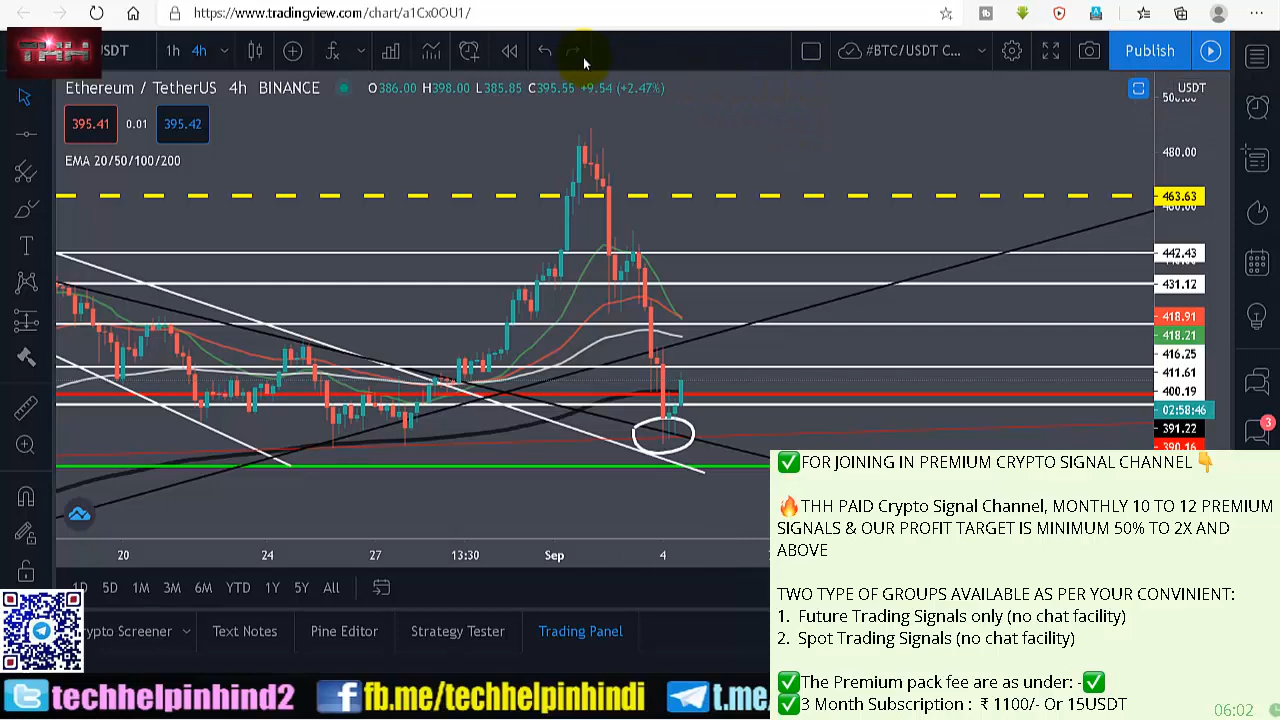 https://www.tradingview.com/chart/a1Cx0OU1/
THH
DT 1h 4h #BTC/USDT C... Publish
Ethereum / TetherUS 4h BINANCE O386.00 H398.00 L385.85 C395.55 +9.54 (+2.47%)
USDT
395.41 0.01 395.42
EMA 20/50/100/200
480.00
463.63
442.43
431.12
418.91
418.21
416.25
411.61
400.19
02:58:46
391.22
390.16
3
20 24 27 13:30 Sep 4
1D 5D 1M 3M 6M YTD 1Y 5Y All
rypto Screener Text Notes Pine Editor Strategy Tester Trading Panel
✅FOR JOINING IN PREMIUM CRYPTO SIGNAL CHANNEL👇
🔥THH PAID Crypto Signal Channel, MONTHLY 10 TO 12 PREMIUM
SIGNALS & OUR PROFIT TARGET IS MINIMUM 50% TO 2X AND
ABOVE
TWO TYPE OF GROUPS AVAILABLE AS PER YOUR CONVINIENT:
1. Future Trading Signals only (no chat facility)
2. Spot Trading Signals (no chat facility)
✅The Premium pack fee are as under: -✅
✅3 Month Subscription : ₹ 1100/- Or 15USDT
06:02
techhelpinhind2 fb.me/techhelpinhindi t.me